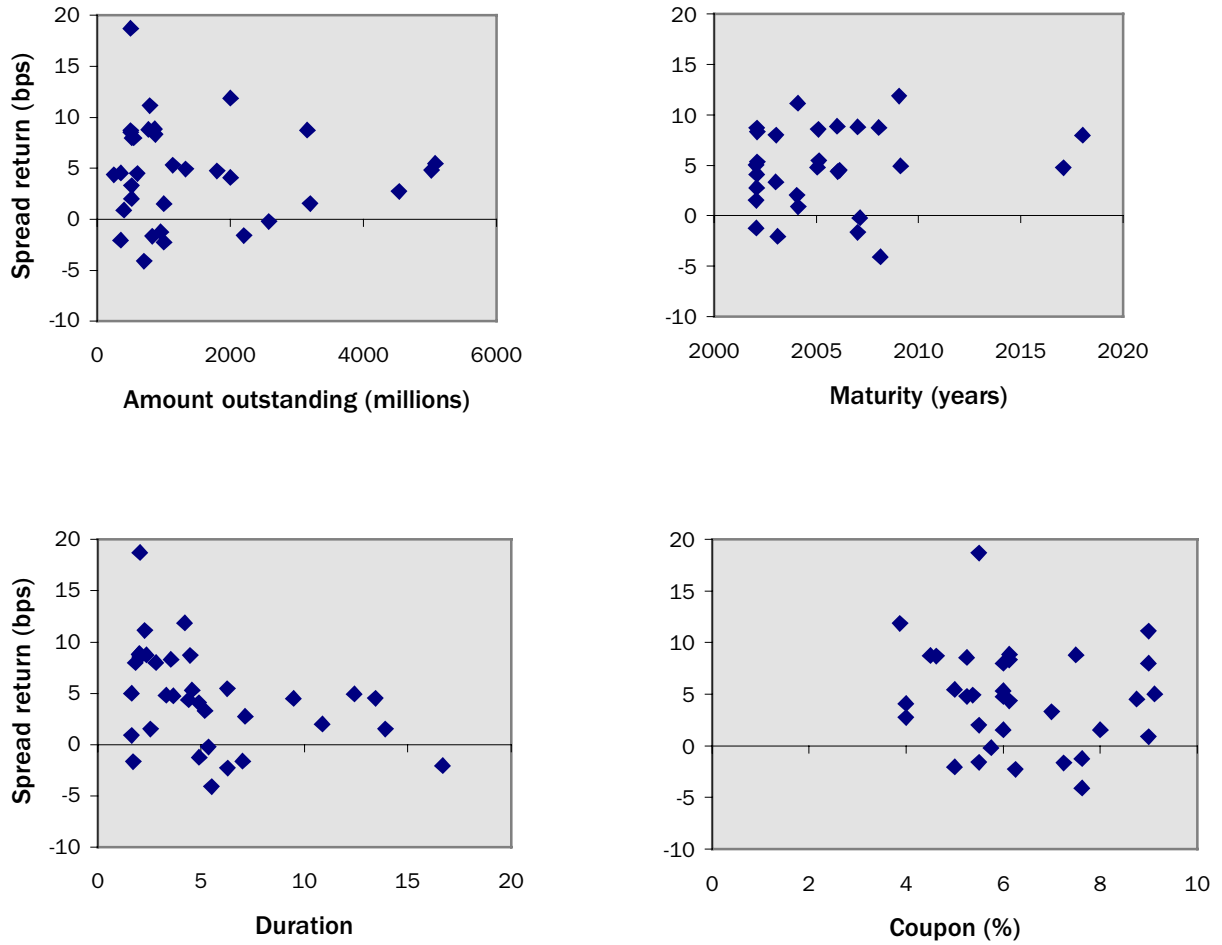 20
15
10
5
0
-5
-10
Spread return (bps)
0 2000 4000 6000
Amount outstanding (millions)
20
15
10
5
0
-5
-10
2000 2005 2010 2015 2020
Maturity (years)
20
15
10
5
0
-5
-10
Spread return (bps)
0 5 10 15 20
Duration
20
15
10
5
0
-5
-10
0 2 4 6 8 10
Coupon (%)